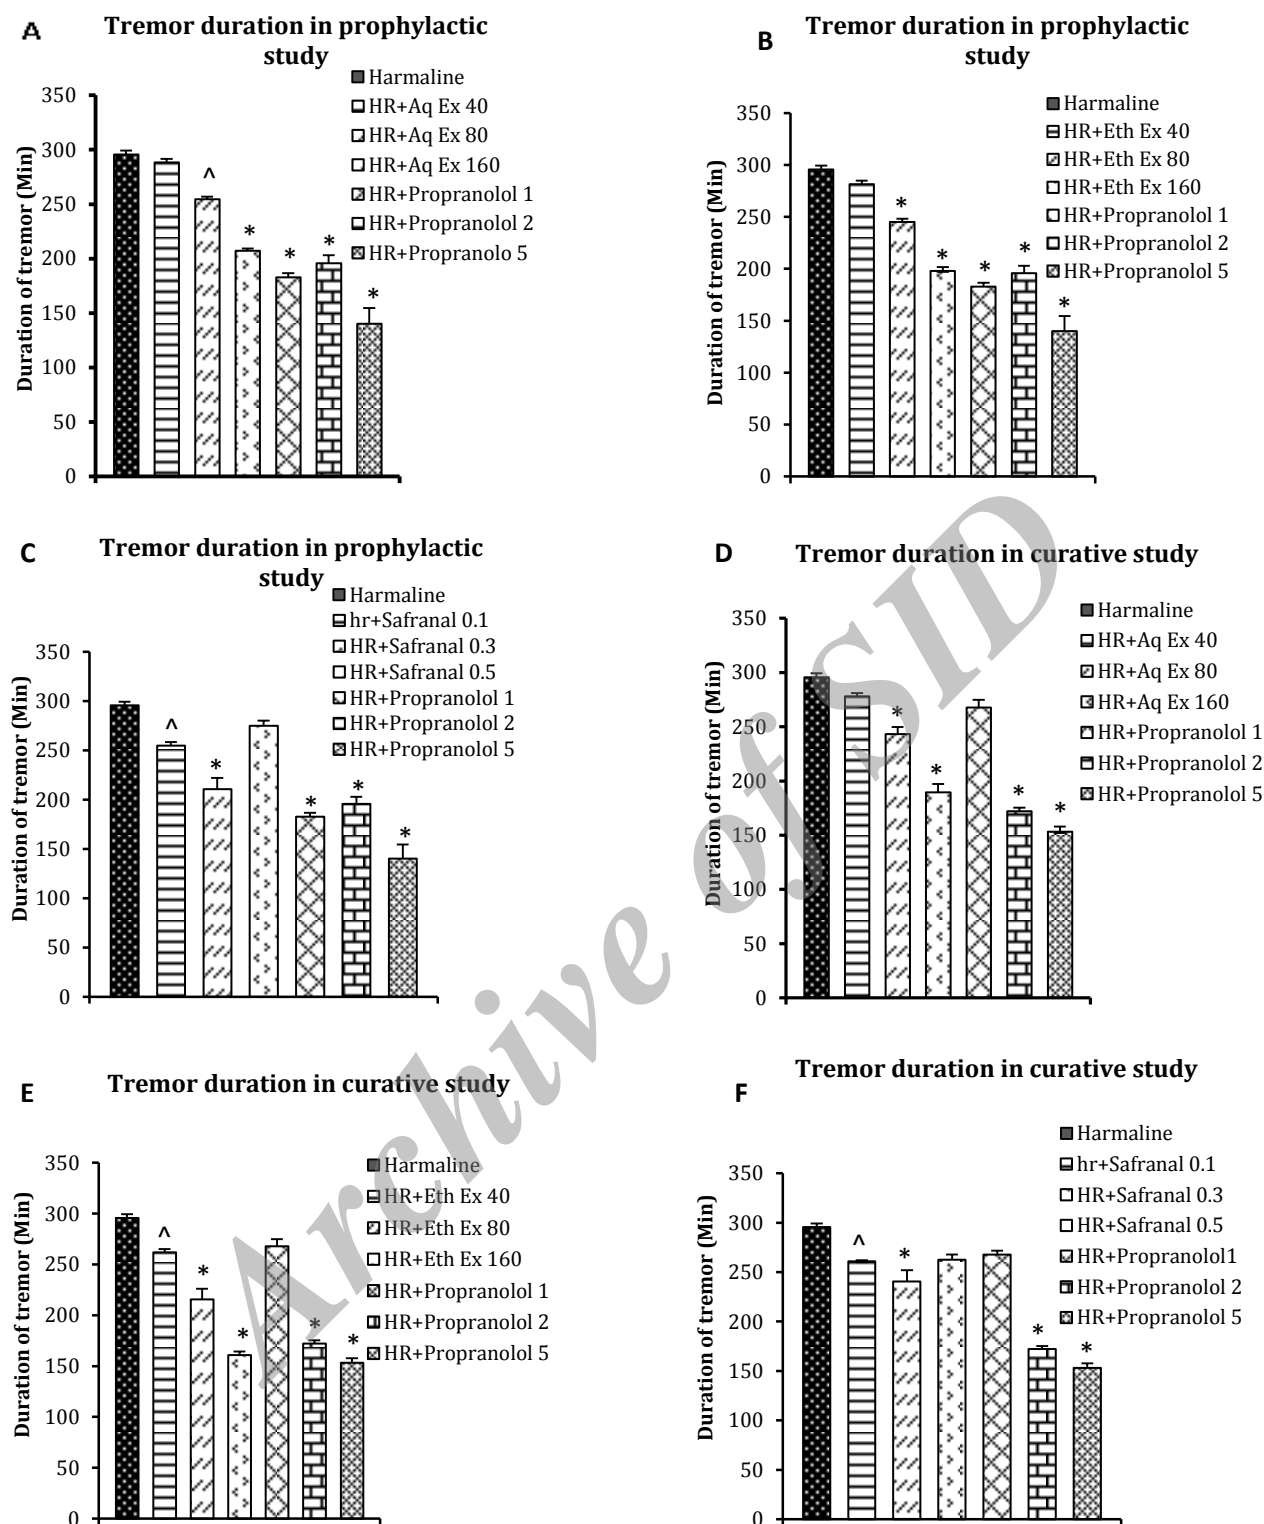 A
Tremor duration in prophylactic
study
Harmaline
HR+Aq Ex 40
HR+Aq Ex 80
HR+Aq Ex 160
HR+Propranolol 1
HR+Propranolol 2
HR+Propranolo 5
Duration of tremor (Min)
350
300
250
200
150
100
50
0
^
*
*
*
*
B
Tremor duration in prophylactic
study
Harmaline
HR+Eth Ex 40
HR+Eth Ex 80
HR+Eth Ex 160
HR+Propranolol 1
HR+Propranolol 2
HR+Propranolol 5
Duration of tremor (Min)
350
300
250
200
150
100
50
0
*
*
*
*
*
C
Tremor duration in prophylactic
study
Harmaline
hr+Safranal 0.1
HR+Safranal 0.3
HR+Safranal 0.5
HR+Propranolol 1
HR+Propranolol 2
HR+Propranolol 5
Duration of tremor (Min)
350
300
250
200
150
100
50
0
^
*
*
*
*
D
Tremor duration in curative study
Harmaline
HR+Aq Ex 40
HR+Aq Ex 80
HR+Aq Ex 160
HR+Propranolol 1
HR+Propranolol 2
HR+Propranolol 5
Duration of tremor (Min)
350
300
250
200
150
100
50
0
*
*
*
*
E
Tremor duration in curative study
Harmaline
HR+Eth Ex 40
HR+Eth Ex 80
HR+Eth Ex 160
HR+Propranolol 1
HR+Propranolol 2
HR+Propranolol 5
Duration of tremor (Min)
350
300
250
200
150
100
50
0
^
*
*
*
*
F
Tremor duration in curative study
Harmaline
hr+Safranal 0.1
HR+Safranal 0.3
HR+Safranal 0.5
HR+Propranolol1
HR+Propranolol 2
HR+Propranolol 5
Duration of tremor (Min)
350
300
250
200
150
100
50
0
^
*
*
*
Archive of SID